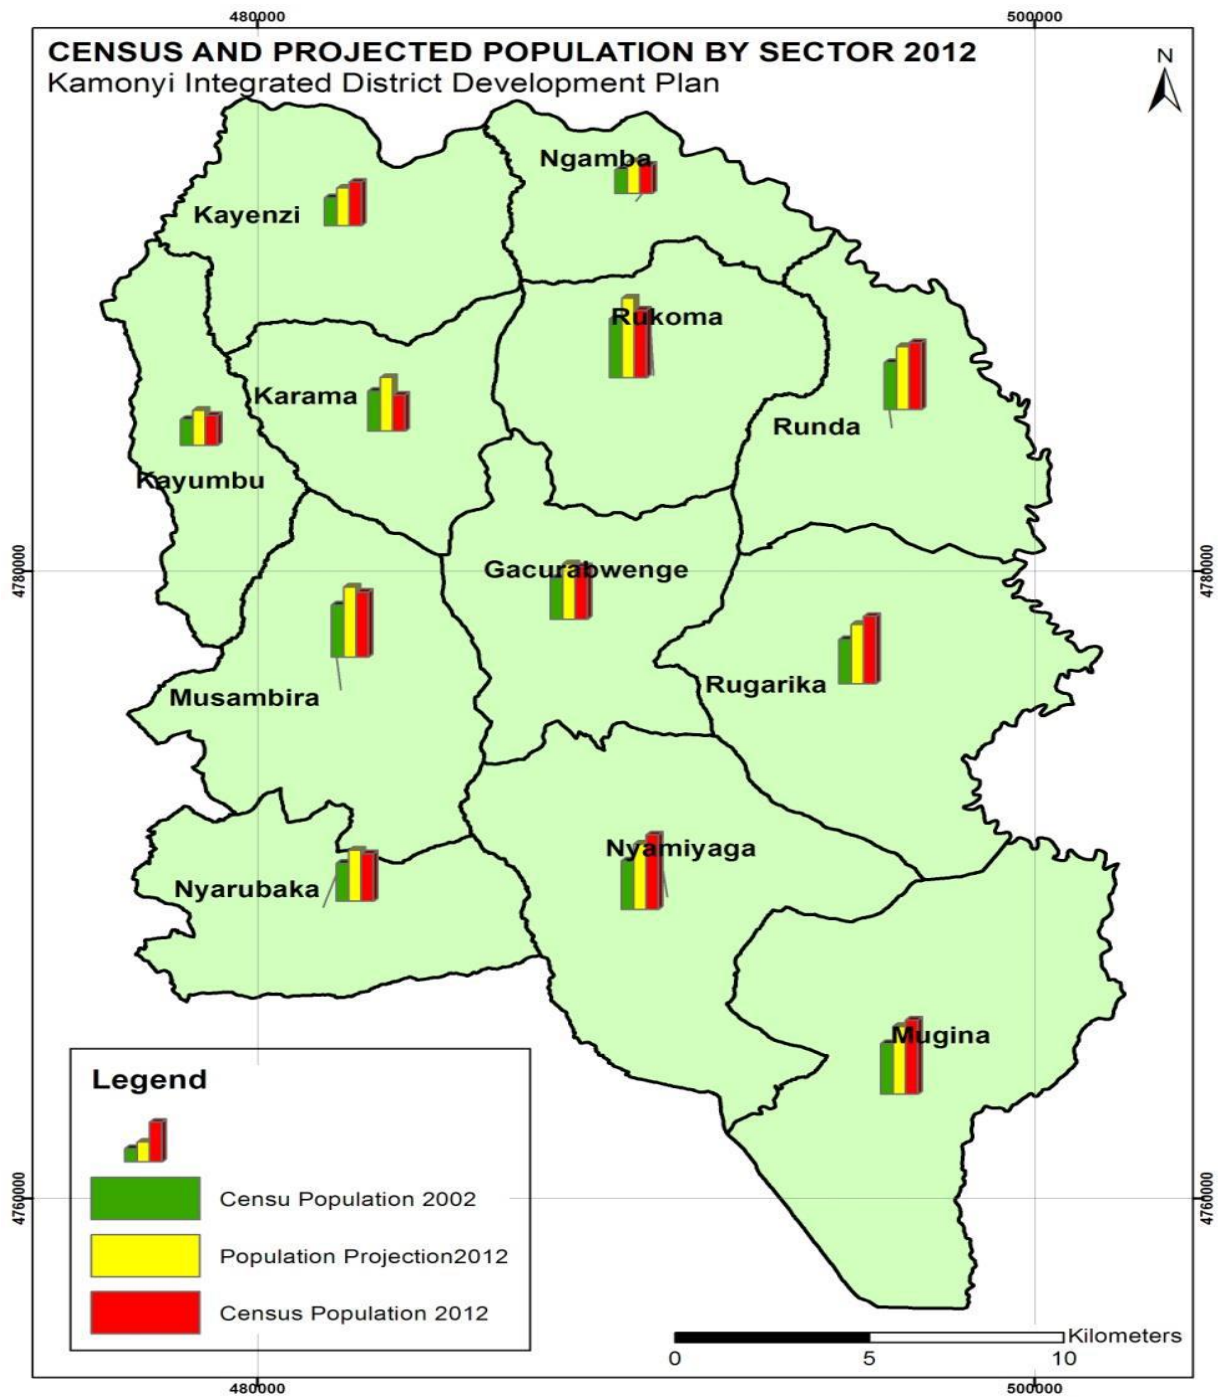 480000 500000
CENSUS AND PROJECTED POPULATION BY SECTOR 2012
Kamonyi Integrated District Development Plan
N
Ngamba
Kayenzi
Rukoma
Karama
Runda
Kayumbu
Gacurabwenge
4780000 4780000
Rugarika
Musambira
Nyamiyaga
Nyarubaka
Mugina
Legend
Censu Population 2002
Population Projection2012
Census Population 2012
4760000 4760000
Kilometers
0 5 10
480000 500000